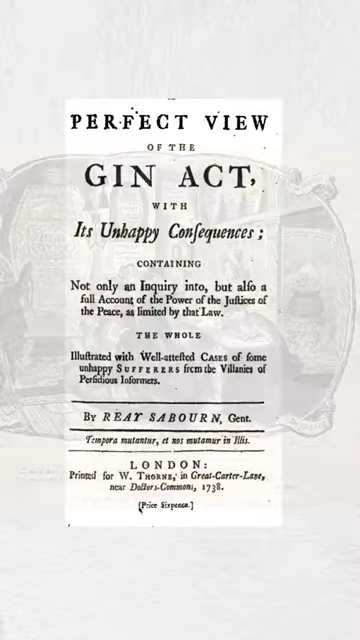 PERFECT VIEW
OF THE
GIN ACT,
WITH
Its Unhappy Conſequences;
CONTAINING
Not only an Inquiry into, but alſo a
full Account of the Power of the Juſtices of
the Peace, as limited by that Law.
THE WHOLE
Illuſtrated with Well-atteſted CASES of ſome
unhappy SUFFERERS from the Villanies of
Perfidious Informers.
By REAY SABOURN, Gent.
Tempora mutantur, et nos mutamur in Illis.
LONDON:
Printed for W. THORNE, in Great-Carter-Lane,
near Doctors-Commons, 1738.
[Price Sixpence.]